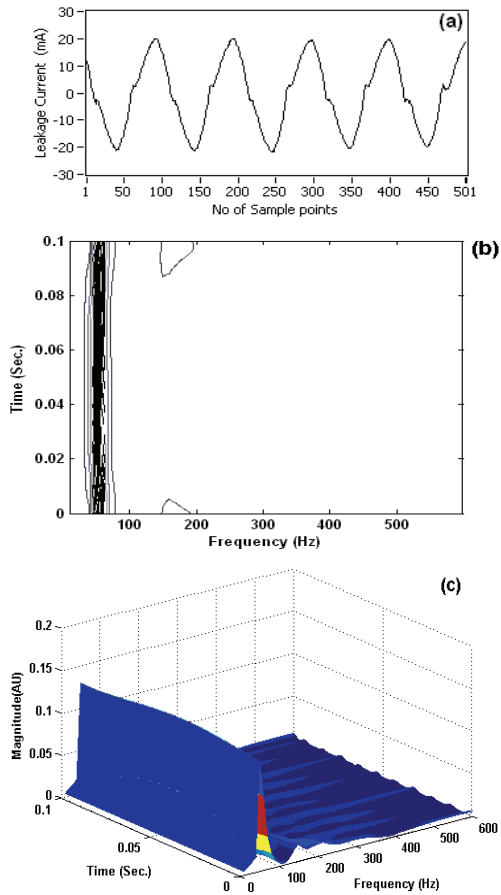 (a)
30
20
10
0
-10
-20
-30
Leakage Current (mA)
1 50 100 150 200 250 300 350 400 450 501
No of Sample points
(b)
0.1
0.08
0.06
0.04
0.02
0
Time (Sec.)
100 200 300 400 500
Frequency (Hz)
(c)
0.2
0.15
0.1
0.05
0
Magnitude(AU)
0.1
0.05
0
Time (Sec.)
0 100 200 300 400 500 600
Frequency (Hz)